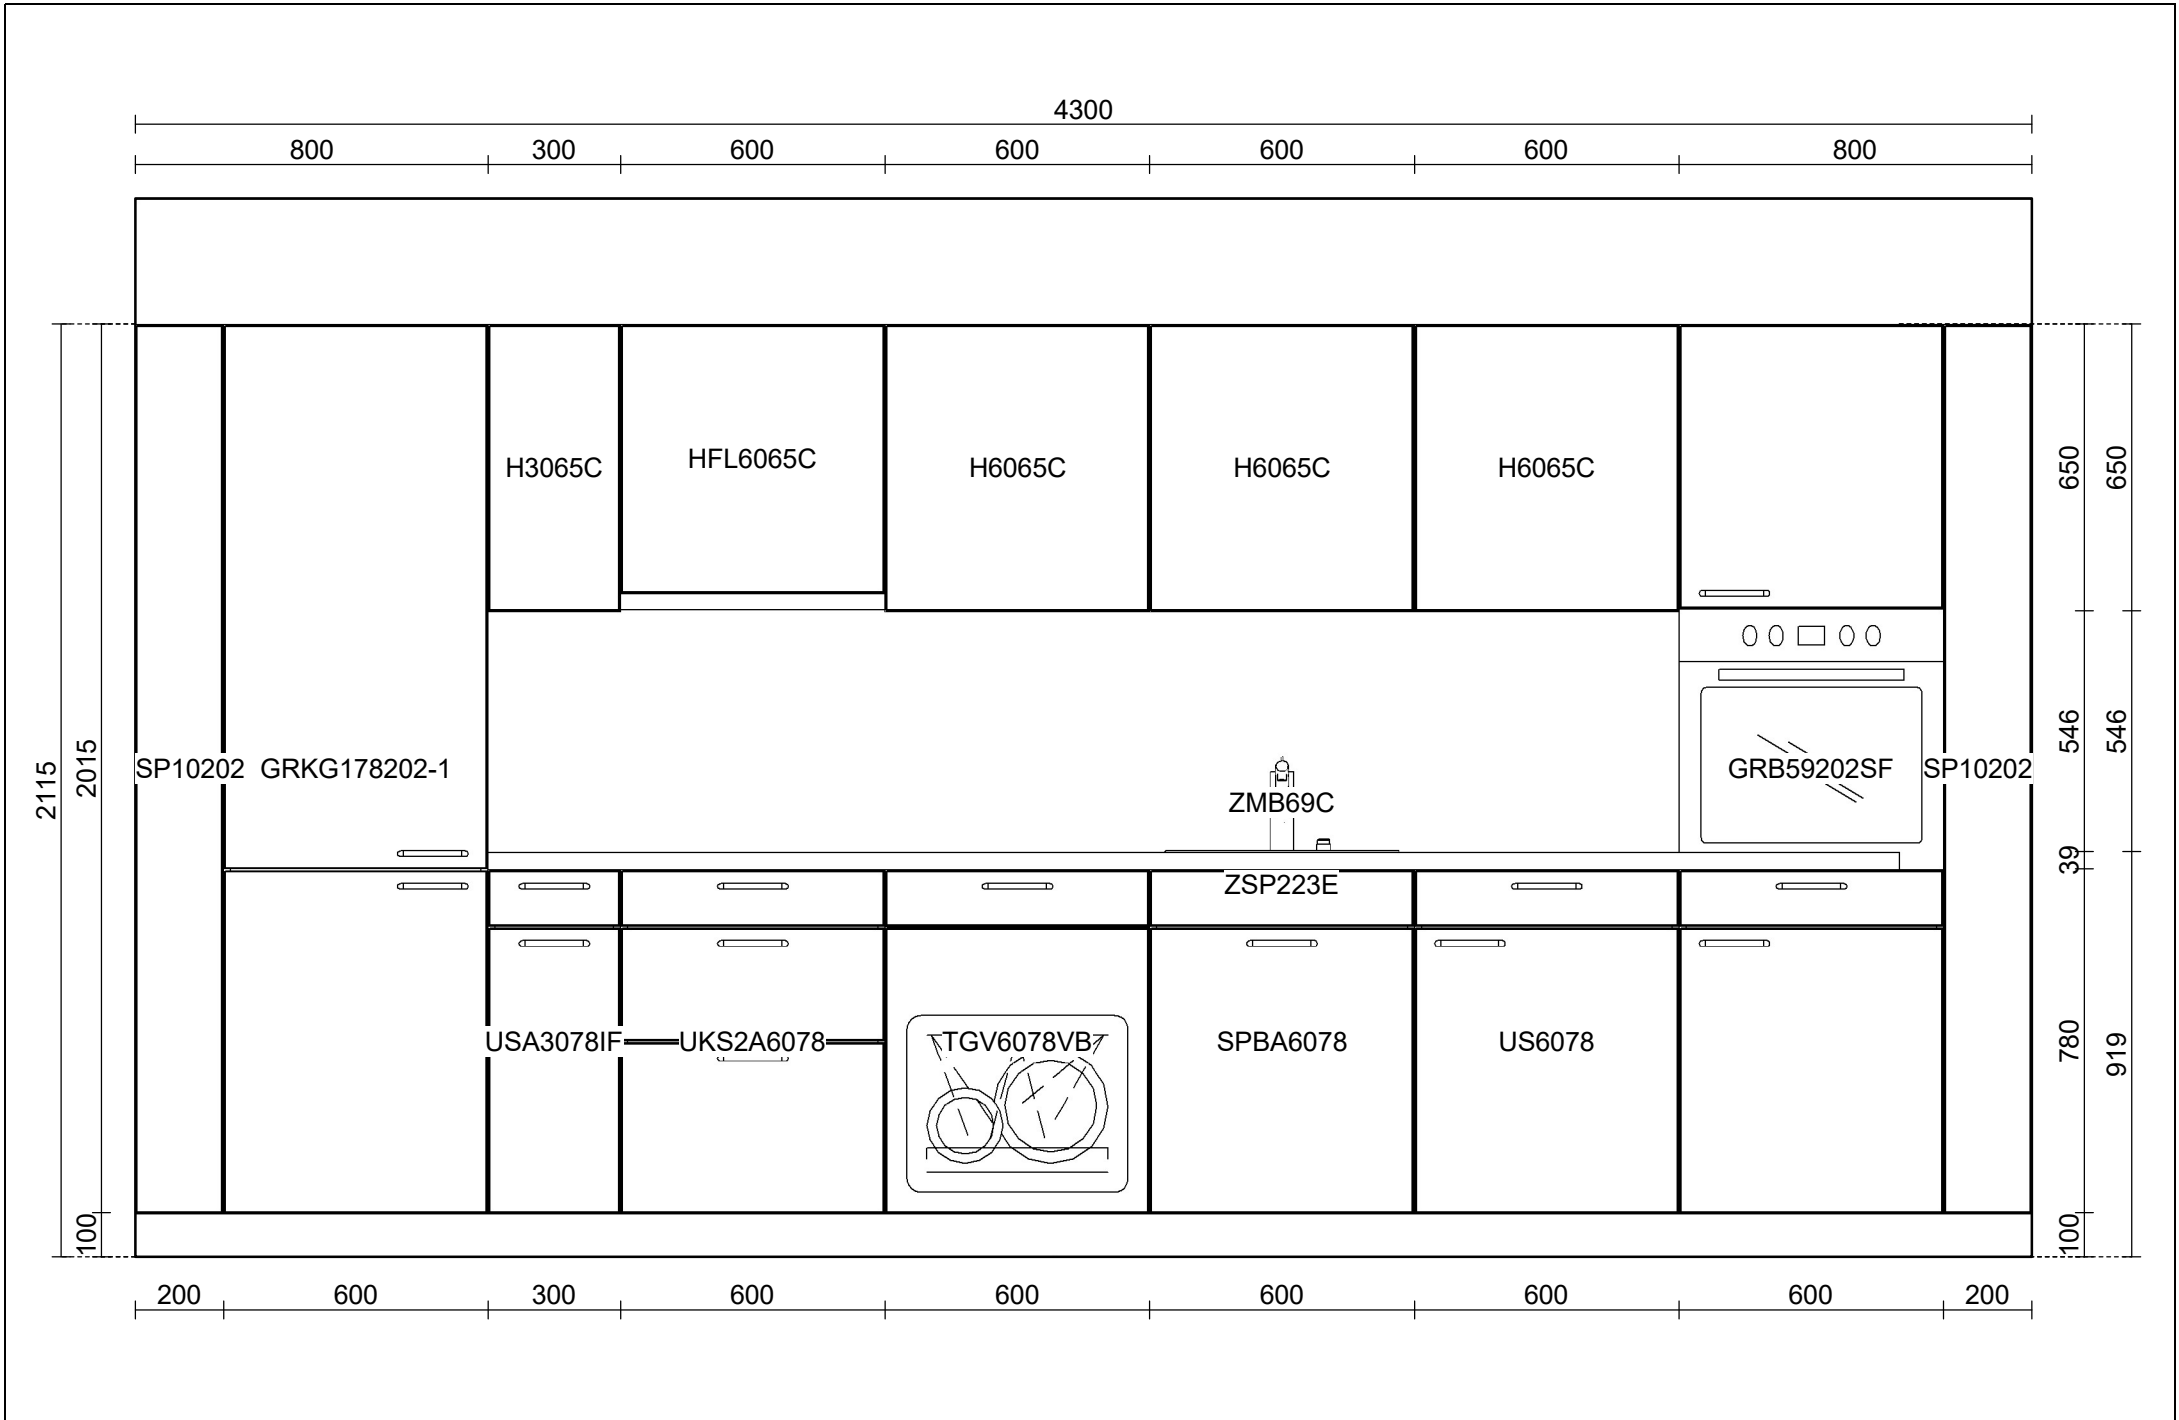 4300
800 300 600 600 600 600 800
H3065C HFL6065C H6065C H6065C H6065C
650 650
2115 2015
546 546
SP10202 GRKG178202-1 GRB59202SF SP10202
ZMB69C
39
ZSP223E
USA3078IF UKS2A6078 TGV6078VB SPBA6078 US6078
780 919
100 100
200 600 300 600 600 600 600 600 200